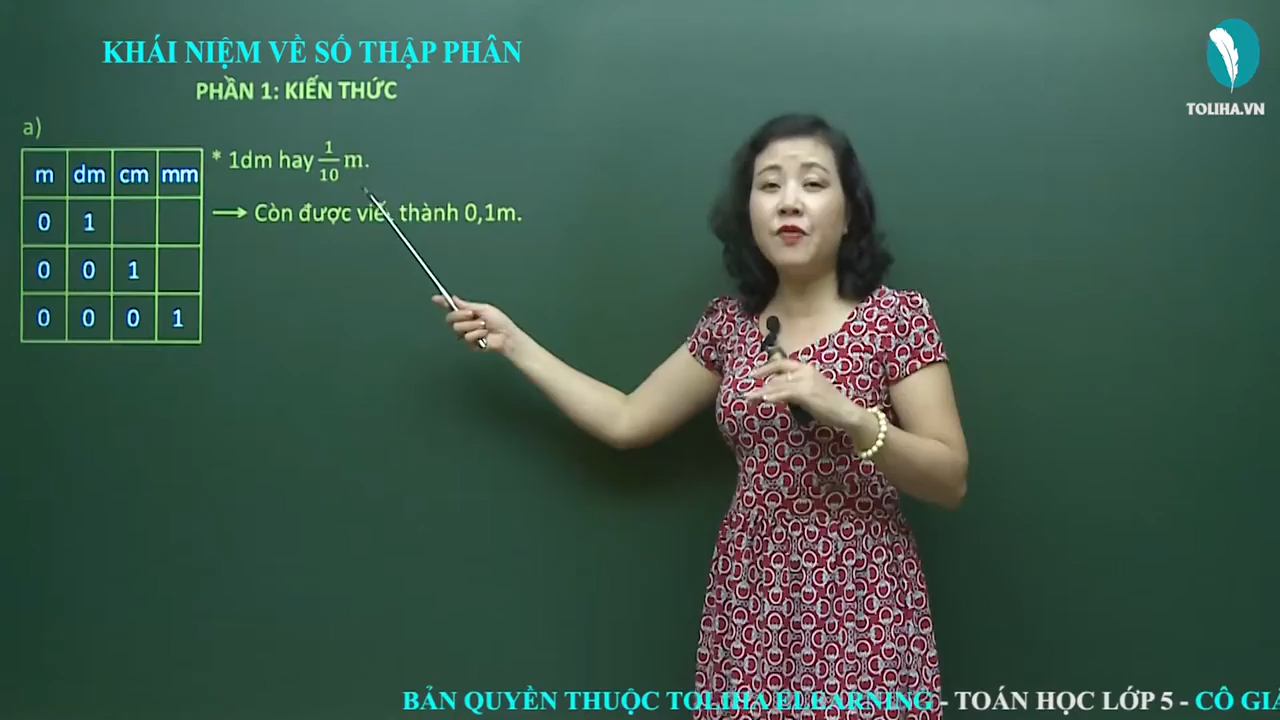 KHÁI NIỆM VỀ SỐ THẬP PHÂN
PHẦN 1: KIẾN THỨC
TOLIHA.VN
a)
m dm cm mm
0 1
0 0 1
0 0 0 1
* 1dm hay 1/10 m.
→ Còn được viết thành 0,1m.
BẢN QUYỀN THUỘC TOLIHA ELEARNING - TOÁN HỌC LỚP 5 - CÔ GIÁ